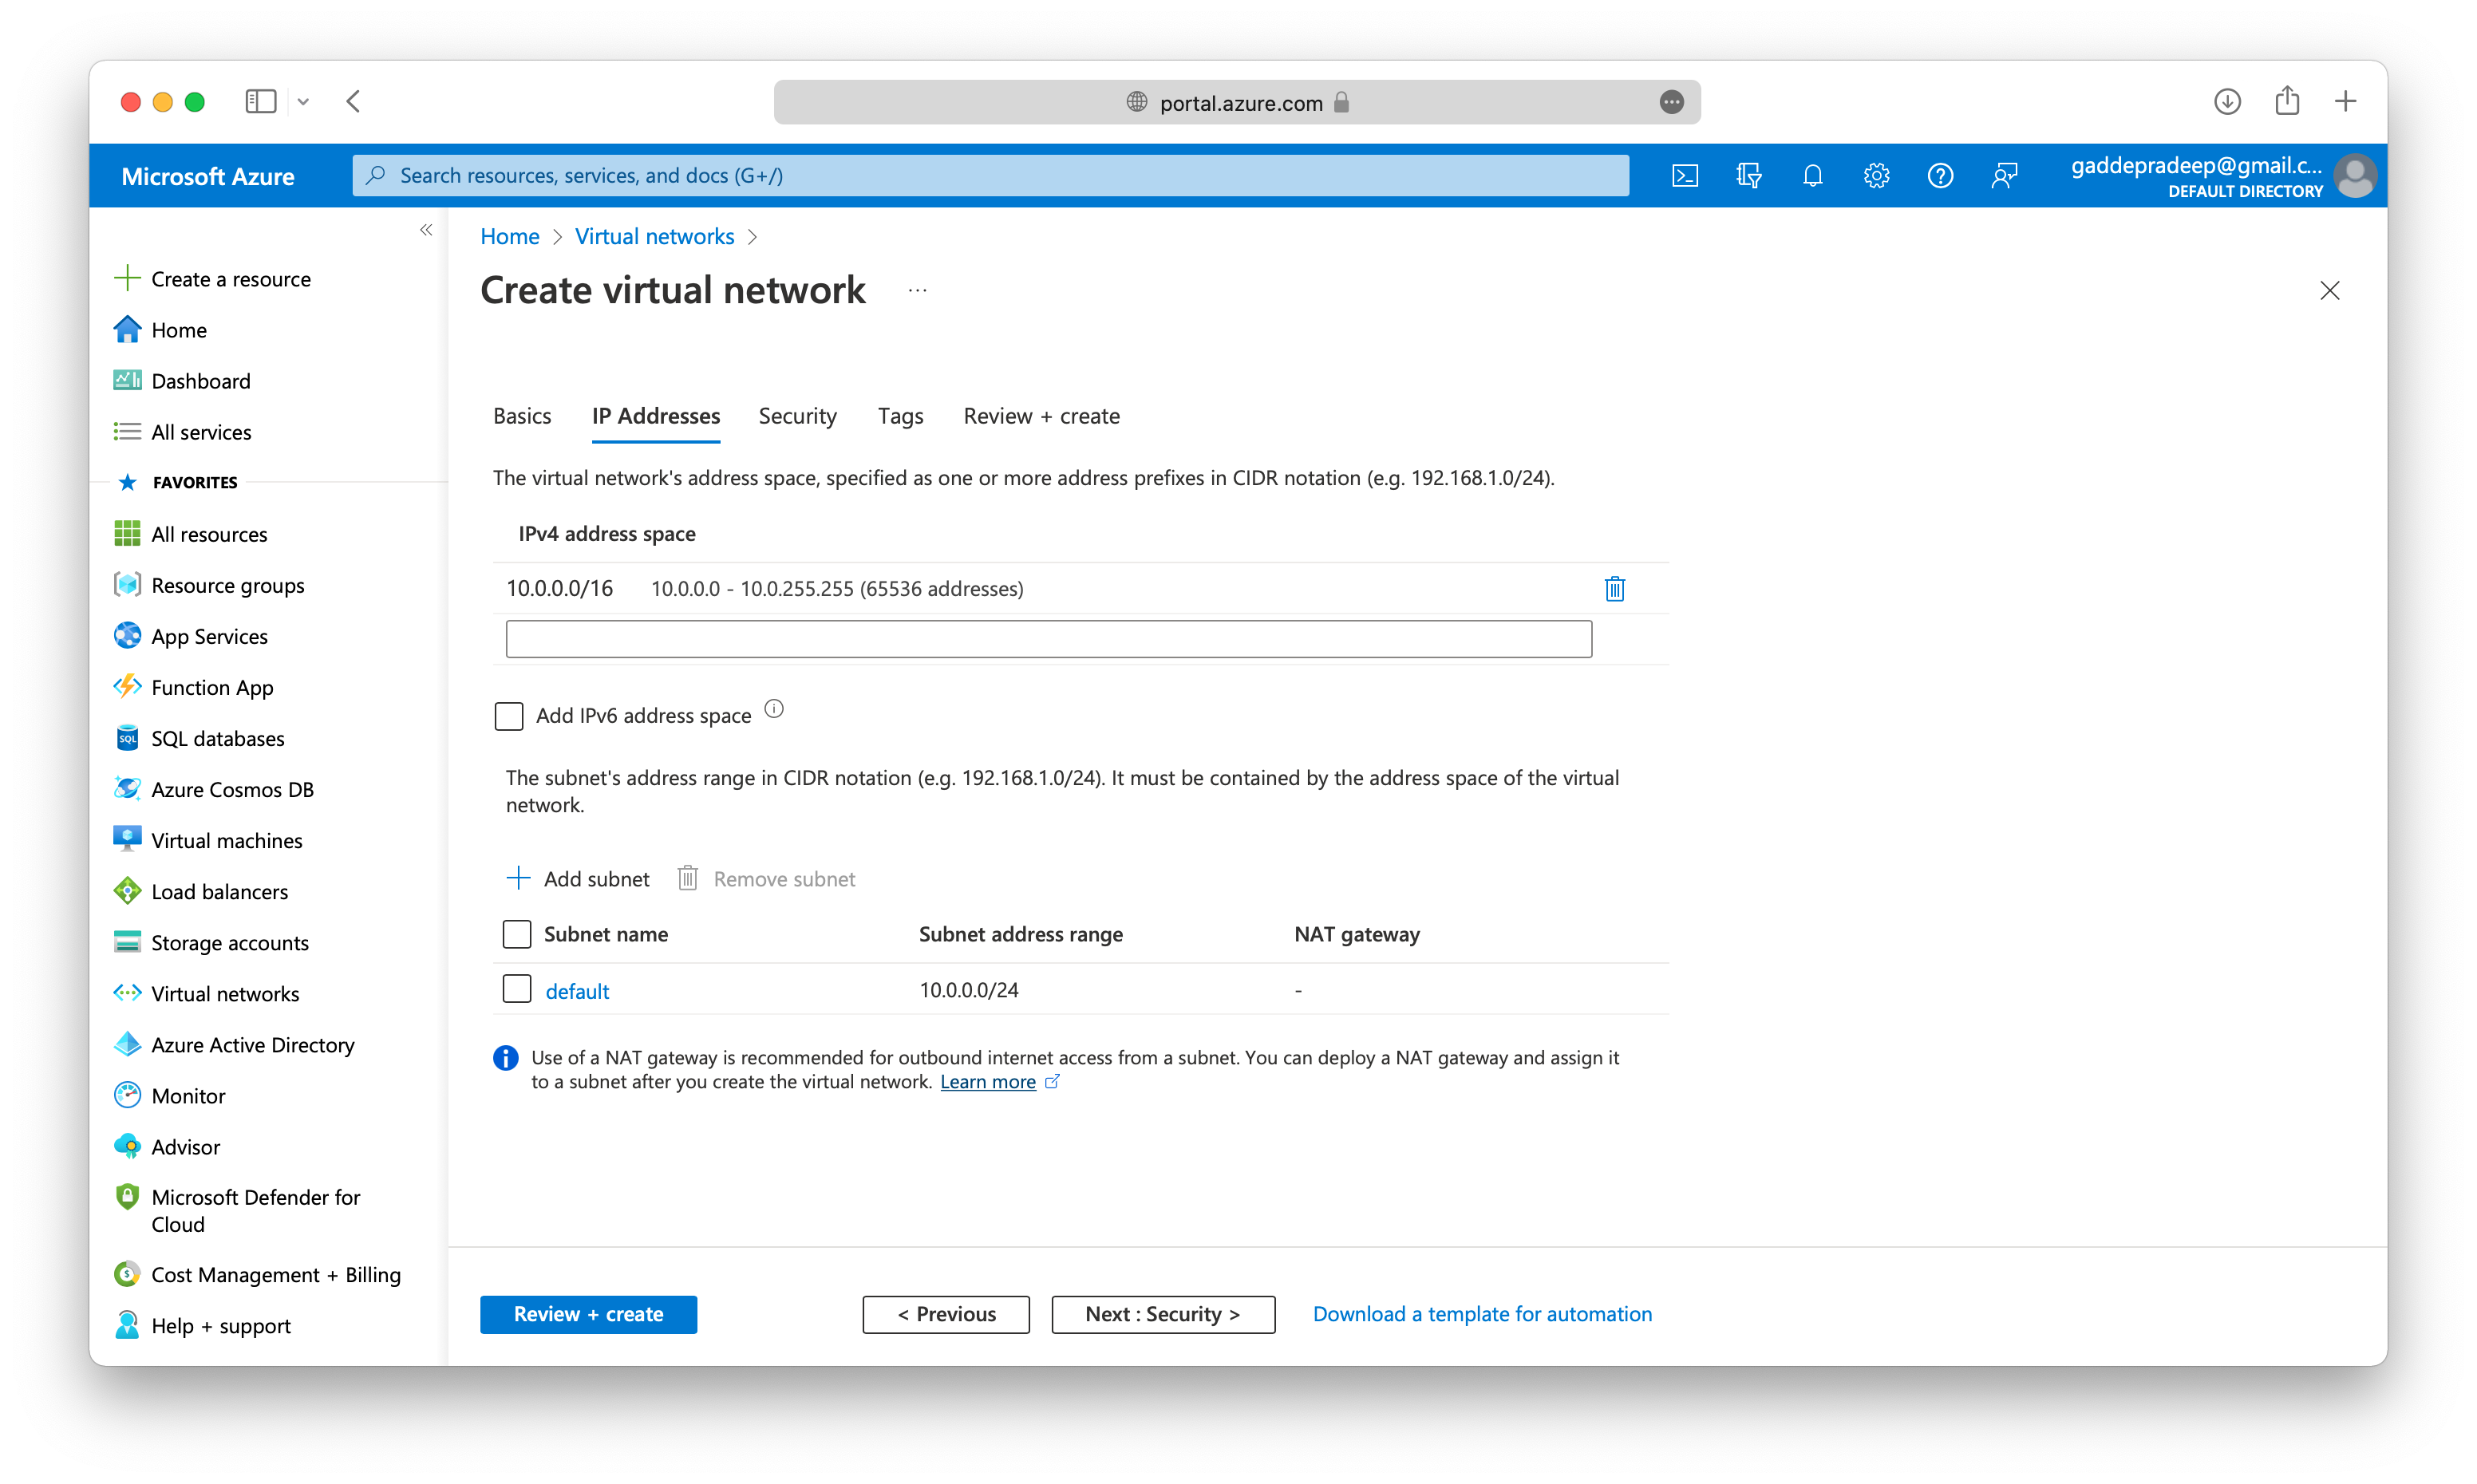 portal.azure.com
Microsoft Azure
Search resources, services, and docs (G+/)
gaddepradeep@gmail.c...
DEFAULT DIRECTORY
Create a resource
Home
Dashboard
All services
FAVORITES
All resources
Resource groups
App Services
Function App
SQL databases
Azure Cosmos DB
Virtual machines
Load balancers
Storage accounts
Virtual networks
Azure Active Directory
Monitor
Advisor
Microsoft Defender for
Cloud
Cost Management + Billing
Help + support
Home > Virtual networks >
Create virtual network ...
Basics IP Addresses Security Tags Review + create
The virtual network's address space, specified as one or more address prefixes in CIDR notation (e.g. 192.168.1.0/24).
IPv4 address space
10.0.0.0/16 10.0.0.0 - 10.0.255.255 (65536 addresses)
Add IPv6 address space
The subnet's address range in CIDR notation (e.g. 192.168.1.0/24). It must be contained by the address space of the virtual
network.
Add subnet Remove subnet
Subnet name Subnet address range NAT gateway
default 10.0.0.0/24 -
Use of a NAT gateway is recommended for outbound internet access from a subnet. You can deploy a NAT gateway and assign it
to a subnet after you create the virtual network. Learn more
Review + create < Previous Next : Security > Download a template for automation